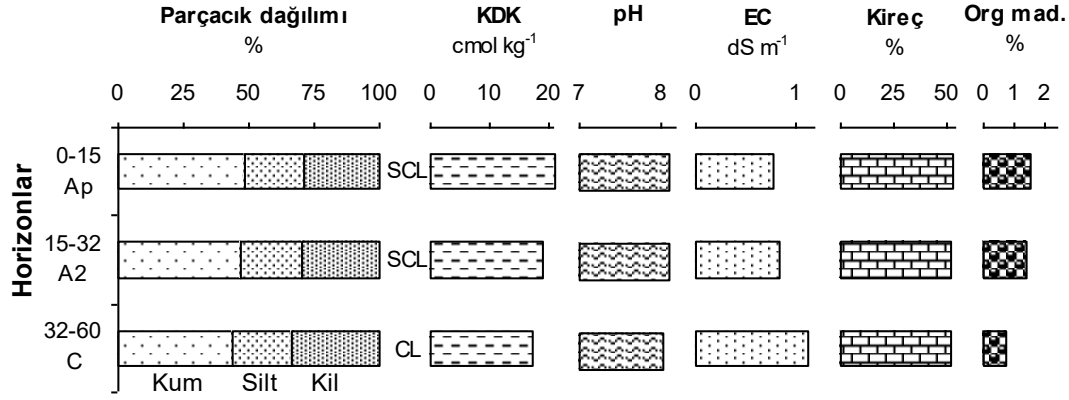 Parçacık dağılımı KDK pH EC Kireç Org mad.
% cmol kg⁻¹ dS m⁻¹ % %
0 25 50 75 100 0 10 20 7 8 0 1 0 50 0 1 2
Horizonlar
0-15
Ap SCL
15-32
A2 SCL
32-60
C CL
Kum Silt Kil